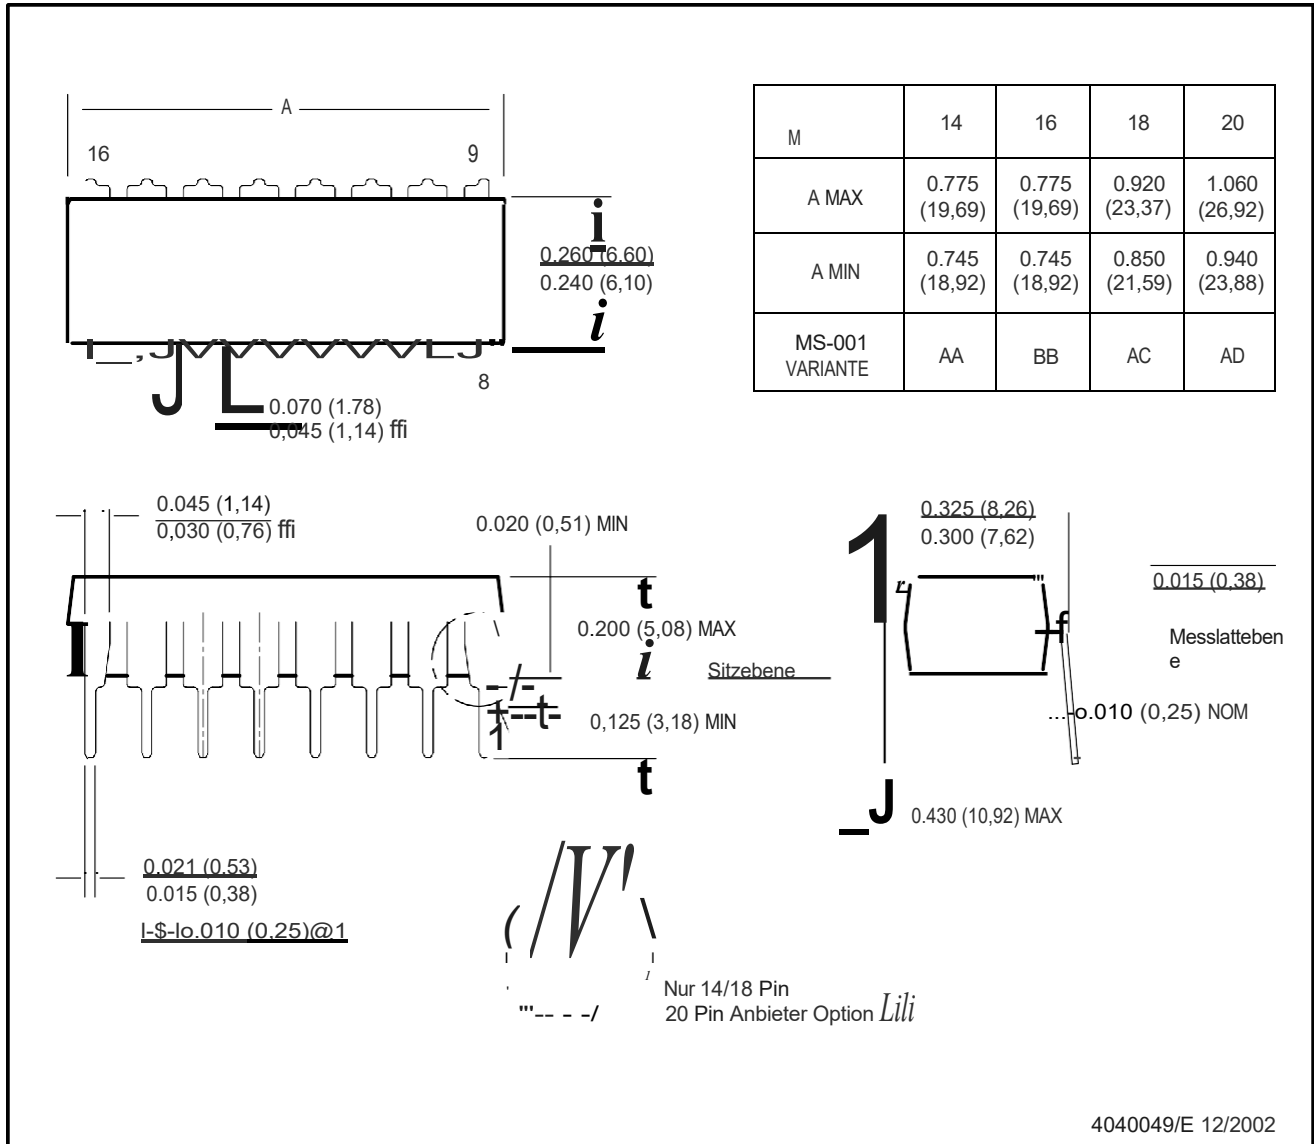 A
16 9
0.260 (6.60)
0.240 (6,10)
8
0.070 (1.78)
0,045 (1,14) ffi
M 14 16 18 20
A MAX 0.775 (19,69) 0.775 (19,69) 0.920 (23,37) 1.060 (26,92)
A MIN 0.745 (18,92) 0.745 (18,92) 0.850 (21,59) 0.940 (23,88)
MS-001 VARIANTE AA BB AC AD
0.045 (1,14)
0,030 (0,76) ffi
0.020 (0,51) MIN
0.200 (5,08) MAX
Sitzebene
0,125 (3,18) MIN
0.325 (8,26)
0.300 (7,62)
0.015 (0,38)
Messlatteben
e
...-o.010 (0,25) NOM
0.430 (10,92) MAX
0.021 (0.53)
0.015 (0,38)
l-$-lo.010 (0,25)@1
Nur 14/18 Pin
20 Pin Anbieter Option Lili
4040049/E 12/2002